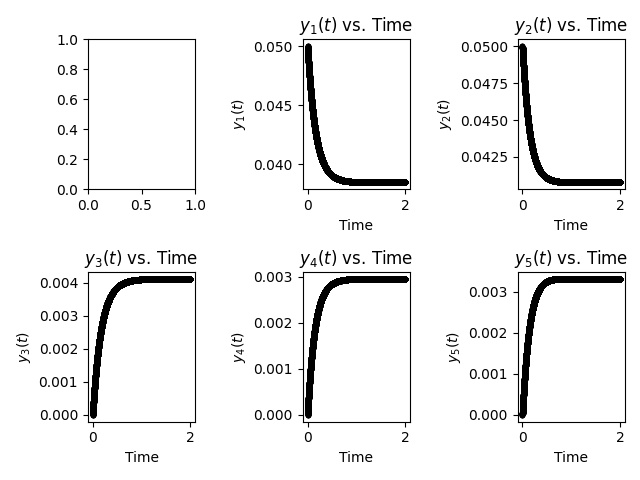 1.0
0.8
0.6
0.4
0.2
0.0
0.0 0.5 1.0
y₁(t) vs. Time
0.050
0.045
0.040
y₁(t)
0 2
Time
y₂(t) vs. Time
0.0500
0.0475
0.0450
0.0425
y₂(t)
0 2
Time
y₃(t) vs. Time
0.004
0.003
0.002
0.001
0.000
y₃(t)
0 2
Time
y₄(t) vs. Time
0.003
0.002
0.001
0.000
y₄(t)
0 2
Time
y₅(t) vs. Time
0.003
0.002
0.001
0.000
y₅(t)
0 2
Time